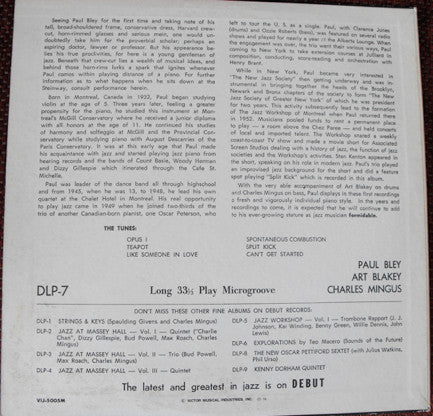 Seeing Paul Bley for the first time and taking note of his
tall, broad-shouldered frame, conservative dress, Harvard crew-
cut, horn-rimmed glasses and serious mein, one would un-
doubtedly take him for the proverbial scholar; perhaps an
aspiring doctor, lawyer or professor. But his appearance be-
lies his true proclivities, for here is a young gentleman of
jazz. Beneath that crew-cut lies a wealth of musical ideas, and
behind those horn-rims lurks a spark that ignites whenever
Paul comes within playing distance of a piano. For further
information as to what happens when he sits down at the
Steinway, consult performance herein.
Born in Montreal, Canada in 1932, Paul began studying
violin at the age of 5. Three years later, feeling a greater
propensity for the piano, he studied this instrument at Mon-
treal's McGill Conservatory where he received a junior diploma
with all honors at the age of 11. He continued his studies
of harmony and solfeggio at McGill and the Provincial Con-
servatory while studying piano with August Descarries of the
Paris Conservatory. It was at this early age that Paul made
his acquaintance with jazz and started playing jazz piano from
hearing records and the bands of Count Basie, Woody Herman
and Dizzy Gillespie which itinerated through the Cafe St.
Michelle.
Paul was leader of the dance band all through highschool
and from 1945, when he was 13, to 1948, he lead his own
quartet at the Chalet Hotel in Montreal. His real opportunity
to play jazz came in 1949 when he joined two-thirds of the
trio of another Canadian-born pianist, one Oscar Peterson, who
left to tour the U. S. as a single. Paul, with Clarence Jones
(drums) and Ozzie Roberts (bass), was featured on several radio
shows and played for nearly a year at the Alberta Lounge. When
the engagement was over, the trio went their various ways, Paul
coming to New York to take extension courses at Juilliard in
composition, conducting, score-reading and orchestration with
Henry Brant.
While in New York, Paul became very interested in
"The New Jazz Society" then getting underway and was in-
strumental in bringing together the heads of the Brooklyn,
Newark and Bronx chapters of the society to form "The New
Jazz Society of Greater New York" of which he was president
for two years. This activity subsequently lead to the formation
of The Jazz Workshop of Montreal when Paul returned there
in 1952. Musicians pooled funds to rent a permanent place
to play — a room above the Chez Paree — and held concerts
of local and imported talent. The Workshop shared a weekly
coast-to-coast TV show and made a movie short for Associated
Screen Studios dealing with a history of jazz, the function of jazz
societies and the Workshop's activities. Stan Kenton appeared in
the short, speaking on his role in modern jazz. Paul's trio played
an improvised jazz background for the short and did a feature
spot playing "Split Kick" which is recorded in this album.
With the very able accompaniment of Art Blakey on drums
and Charles Mingus on bass, Paul displays in these first recordings
a fresh and vigorously individual piano style. In the years and
recordings to come, it is expected that he will continue to add
to his ever-growing stature as jazz musician formidable.
THE TUNES:
OPUS I
TEAPOT
LIKE SOMEONE IN LOVE
SPONTANEOUS COMBUSTION
SPLIT KICK
CAN'T GET STARTED
PAUL BLEY
ART BLAKEY
CHARLES MINGUS
DLP-7 Long 33⅓ Play Microgroove
DON'T MISS THESE OTHER FINE ALBUMS ON DEBUT RECORDS:
DLP-1 STRINGS & KEYS (Spaulding Givens and Charles Mingus)
DLP-2 JAZZ AT MASSEY HALL — Vol. I — Quintet ("Charlie
Chan", Dizzy Gillespie, Bud Powell, Max Roach, Charles
Mingus)
DLP-3 JAZZ AT MASSEY HALL — Vol. II — Trio (Bud Powell,
Max Roach, Charles Mingus)
DLP-4 JAZZ AT MASSEY HALL — Vol. III — Quintet
DLP-5 JAZZ WORKSHOP — Vol. I — Trombone Rapport (J. J.
Johnson, Kai Winding, Benny Green, Willie Dennis, John
Lewis)
DLP-6 EXPLORATIONS by Teo Macero (Sounds of the Future)
DLP-8 THE NEW OSCAR PETTIFORD SEXTET (with Julius Watkins,
Phil Urso)
DLP-9 KENNY DORHAM QUINTET
The latest and greatest in jazz is on DEBUT
VIJ-5005M
© VICTOR MUSICAL INDUSTRIES, INC.